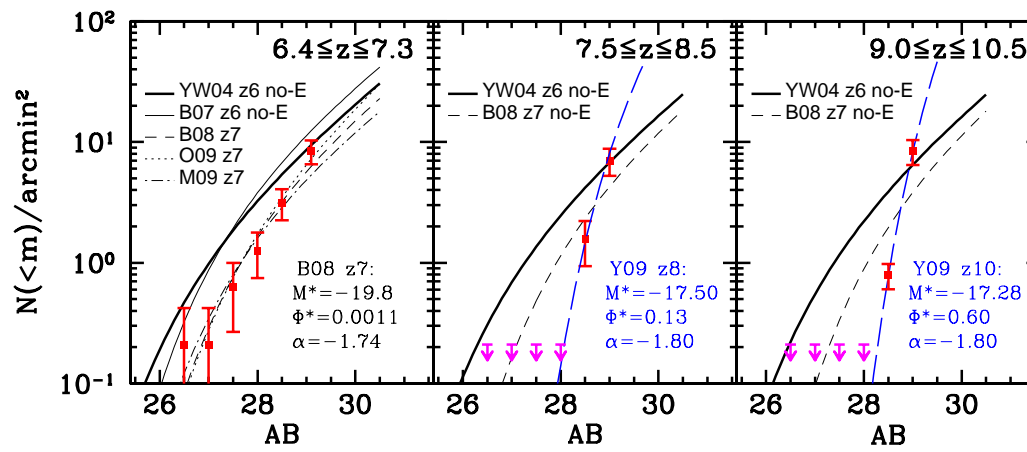 6.4≤z≤7.3
YW04 z6 no-E
B07 z6 no-E
B08 z7
O09 z7
M09 z7
B08 z7:
M*=−19.8
Φ*=0.0011
α=−1.74
7.5≤z≤8.5
YW04 z6 no-E
B08 z7 no-E
Y09 z8:
M*=−17.50
Φ*=0.13
α=−1.80
9.0≤z≤10.5
YW04 z6 no-E
B08 z7 no-E
Y09 z10:
M*=−17.28
Φ*=0.60
α=−1.80
N(<m)/arcmin²
10²
10¹
10⁰
10⁻¹
26 28 30 26 28 30 26 28 30
AB AB AB